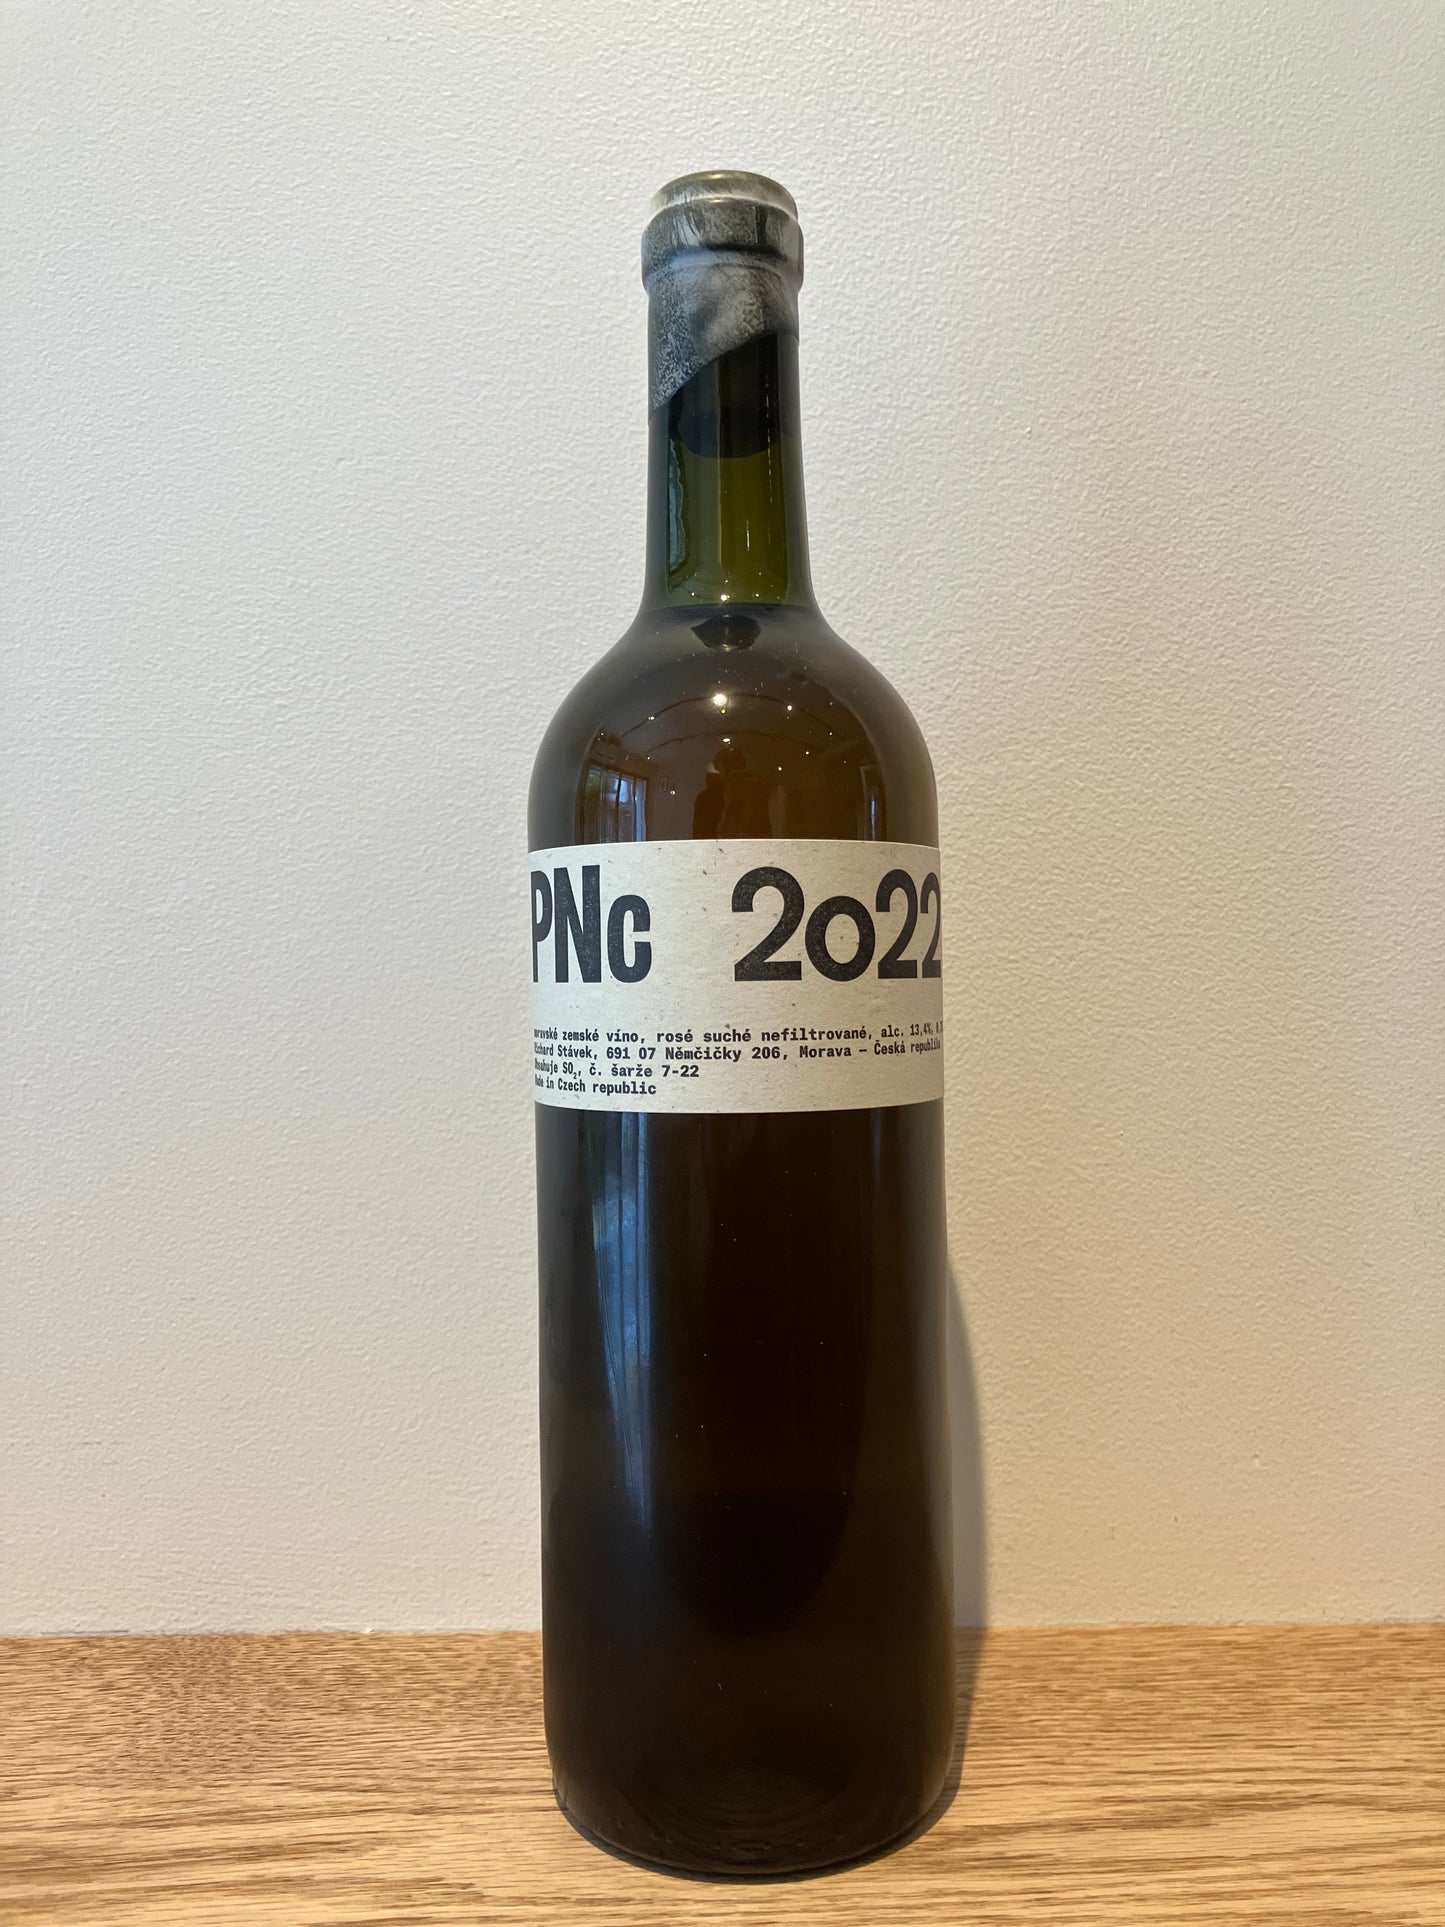 PNc 2022
moravské zemské víno, rosé suché nefiltrované, alc. 13,4%,
Richard Stávek, 691 07 Němčičky 206, Morava – Česká republika
Obsahuje SO₂, č. šarže 7-22
Made in Czech republic